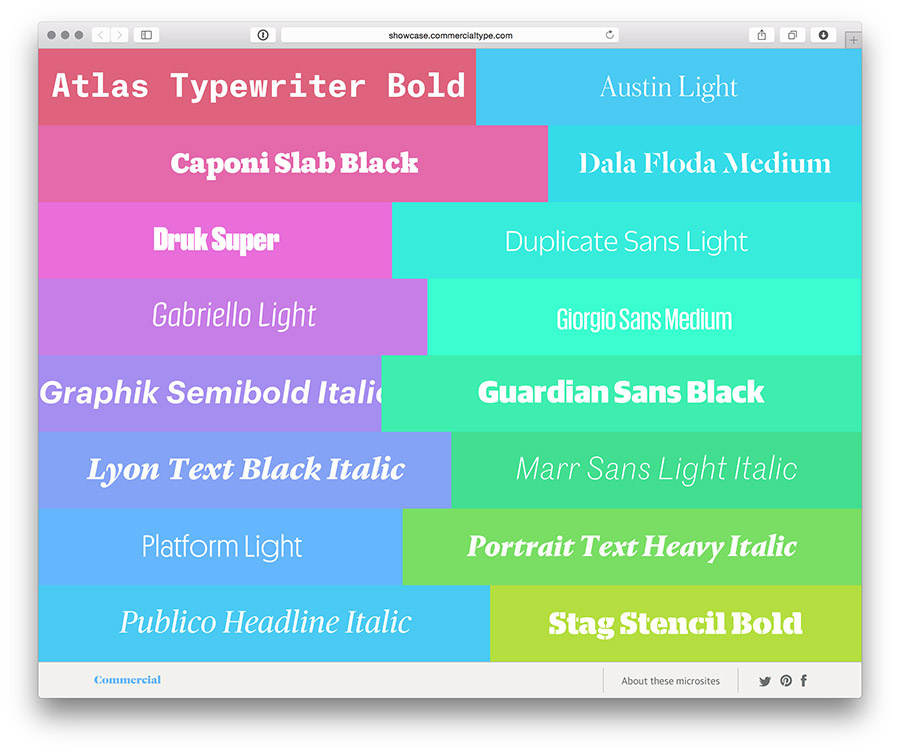 showcase.commercialtype.com
Atlas Typewriter Bold
Austin Light
Caponi Slab Black
Dala Floda Medium
Druk Super
Duplicate Sans Light
Gabriello Light
Giorgio Sans Medium
Graphik Semibold Italic
Guardian Sans Black
Lyon Text Black Italic
Marr Sans Light Italic
Platform Light
Portrait Text Heavy Italic
Publico Headline Italic
Stag Stencil Bold
Commercial
About these microsites